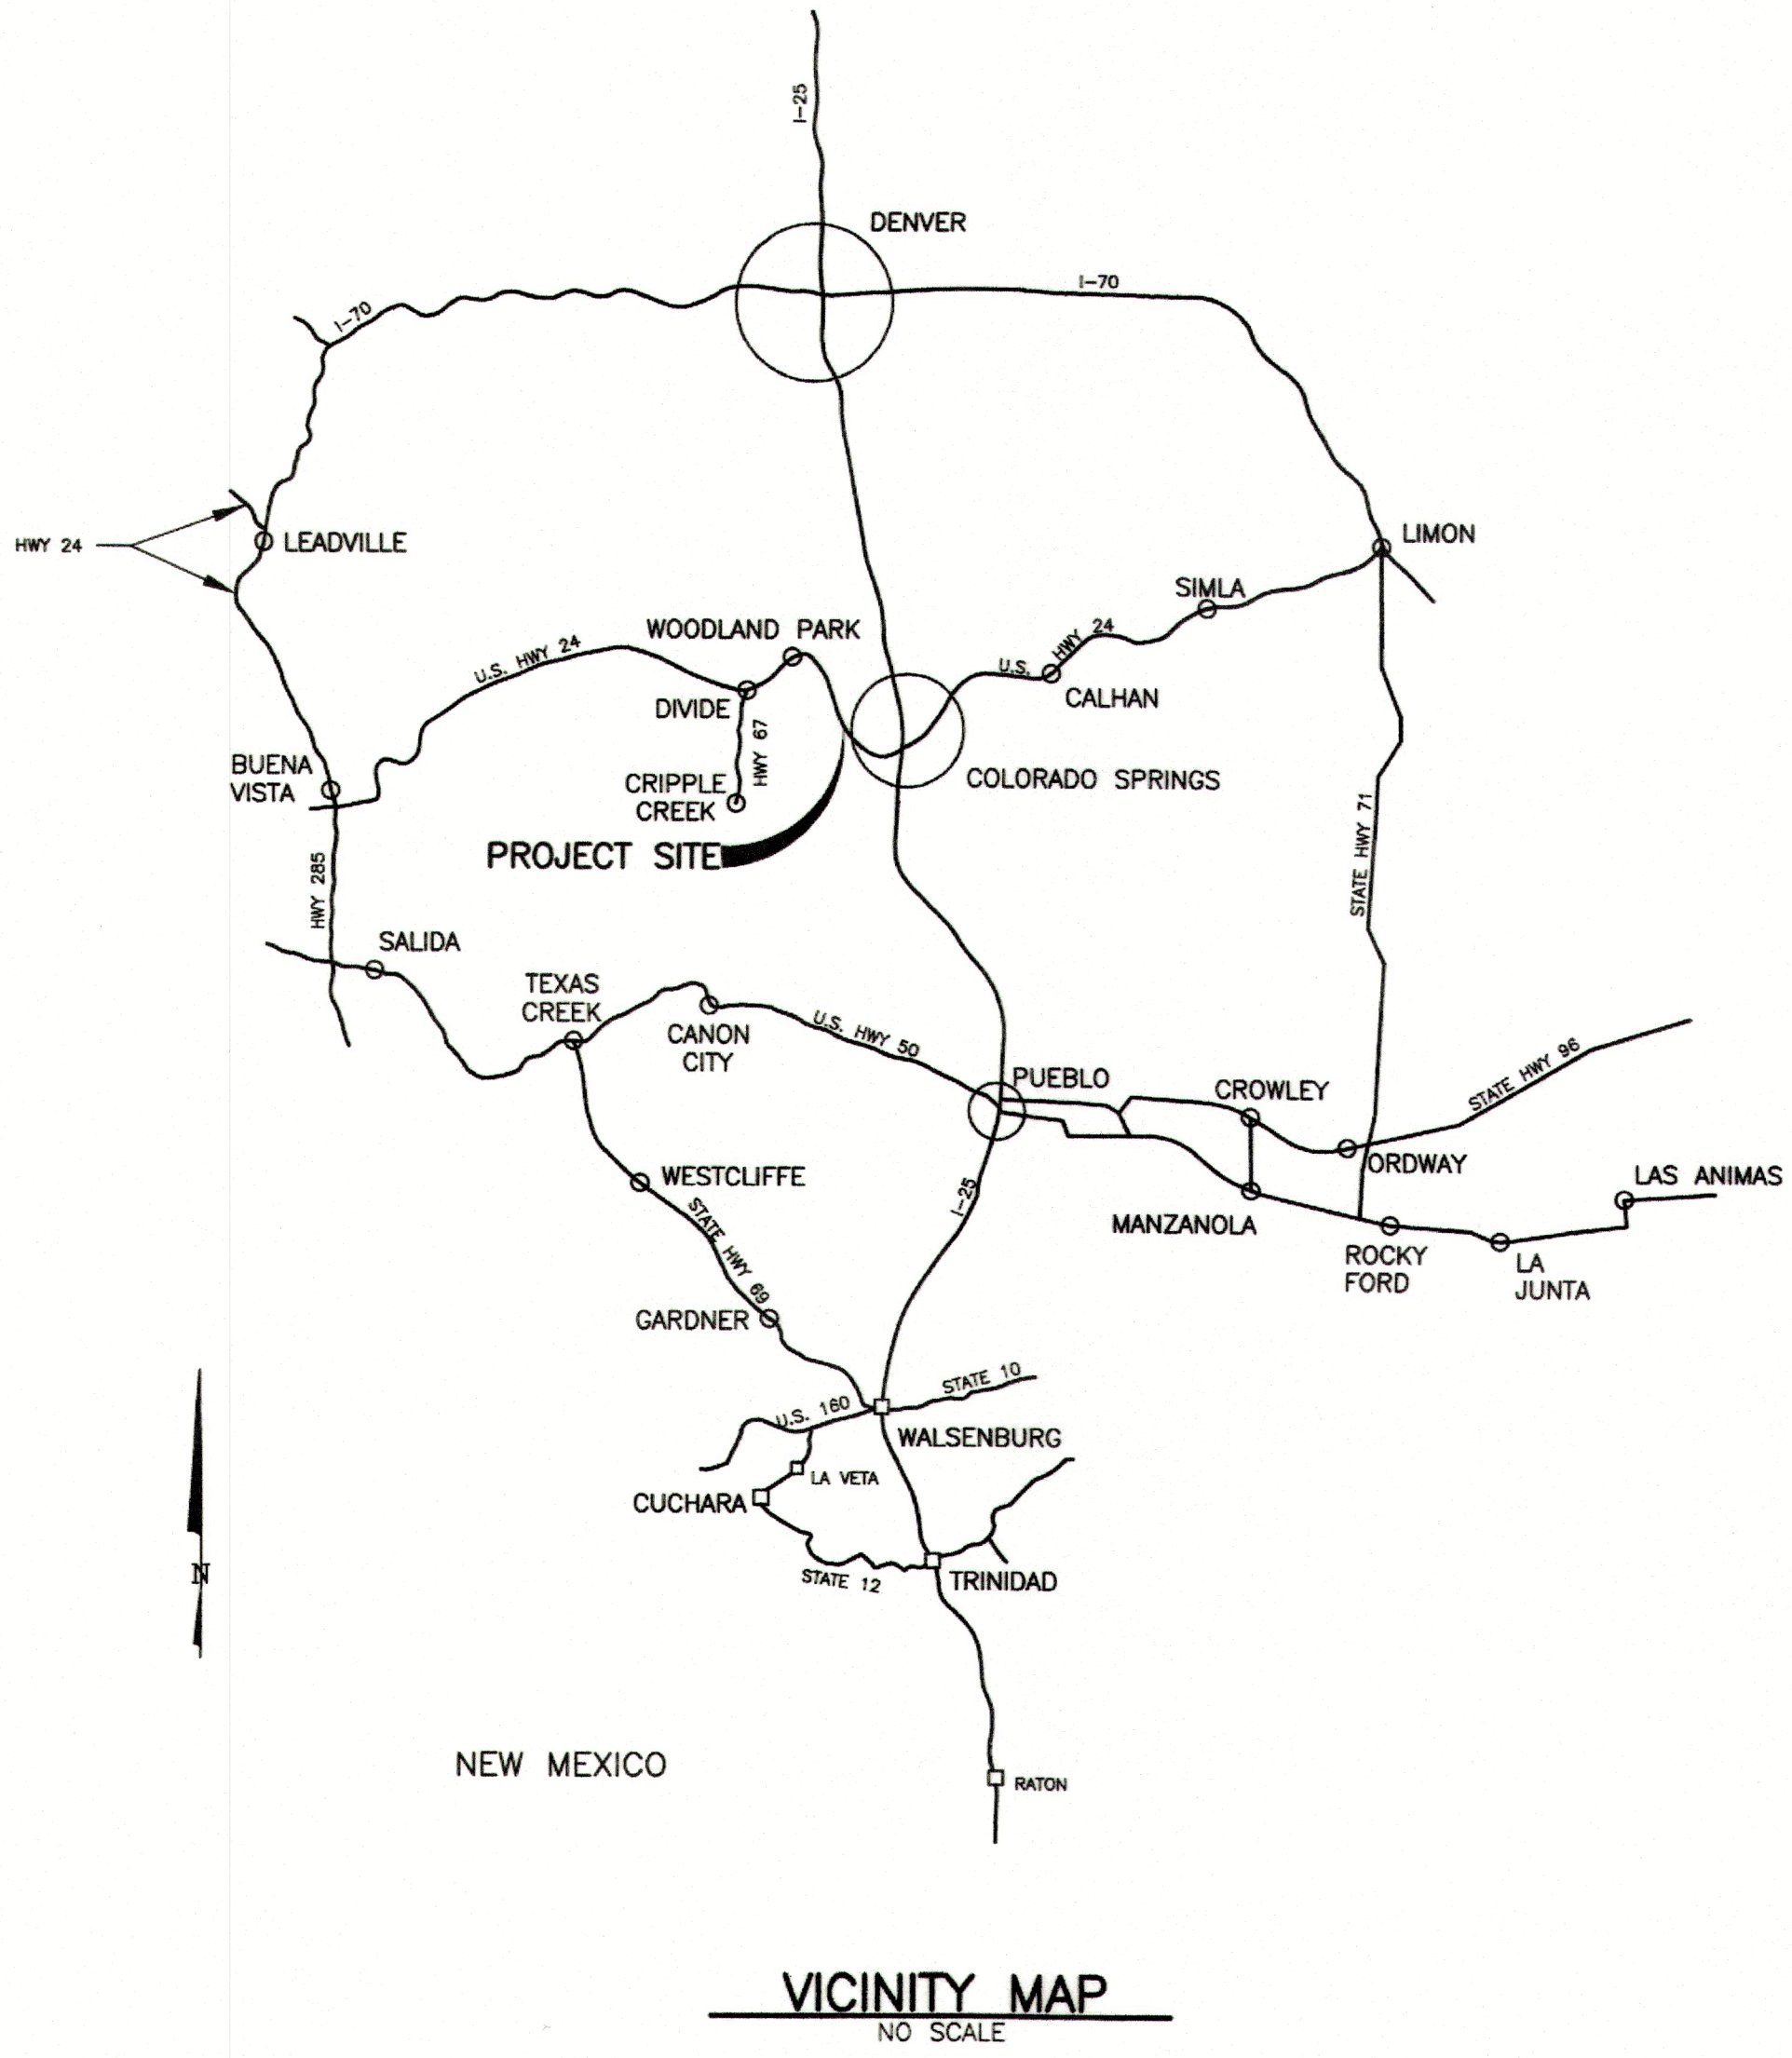 I-25
DENVER
I-70
I-70
HWY 24
LEADVILLE
LIMON
SIMLA
WOODLAND PARK
U.S. HWY 24
U.S. HWY 24
CALHAN
DIVIDE
HWY 67
BUENA
VISTA
COLORADO SPRINGS
CRIPPLE
CREEK
PROJECT SITE
STATE HWY 71
HWY 285
SALIDA
TEXAS
CREEK
CANON
CITY
U.S. HWY 50
PUEBLO
CROWLEY
STATE HWY 96
ORDWAY
LAS ANIMAS
WESTCLIFFE
I-25
MANZANOLA
ROCKY
FORD
LA
JUNTA
STATE HWY 69
GARDNER
STATE 10
U.S. 160
WALSENBURG
LA VETA
CUCHARA
STATE 12
TRINIDAD
N
NEW MEXICO
RATON
VICINITY MAP
NO SCALE